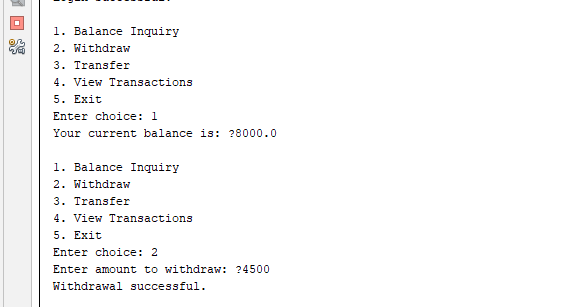 Login successful.
1. Balance Inquiry
2. Withdraw
3. Transfer
4. View Transactions
5. Exit
Enter choice: 1
Your current balance is: ?8000.0
1. Balance Inquiry
2. Withdraw
3. Transfer
4. View Transactions
5. Exit
Enter choice: 2
Enter amount to withdraw: ?4500
Withdrawal successful.